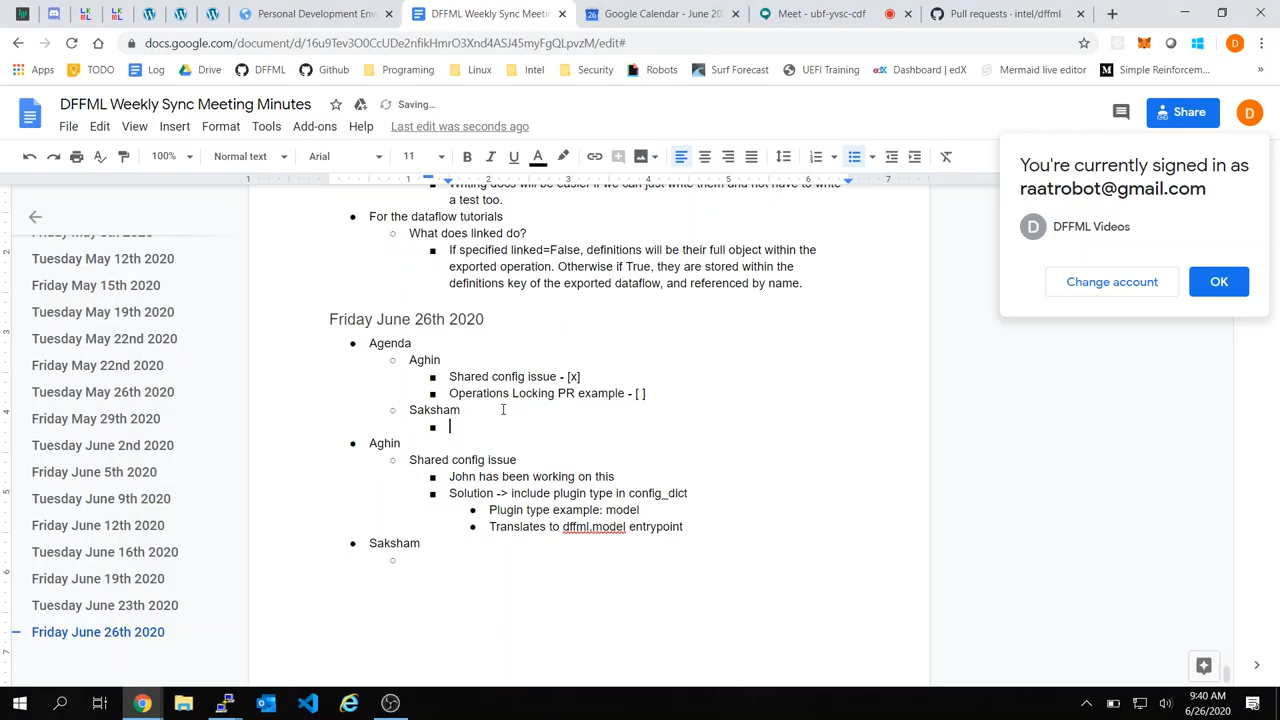 Personal Development Env
DFFML Weekly Sync Meetin
Google Calendar - June 20
Meet - ubf-yvsc-cdf
Pull requests - intel/dffml
docs.google.com/document/d/16u9Tev3O0CcUDe2nfikHmrO3Xnd4ASJ45myFgQLpvzM/edit#
Apps TODO Log Drive DFFML Github Programing Linux Intel Security Robots Surf Forecast UEFI Training Dashboard | edX Mermaid live editor Simple Reinforcem...
DFFML Weekly Sync Meeting Minutes
Saving...
Share
File Edit View Insert Format Tools Add-ons Help Last edit was seconds ago
100% Normal text Arial 11
You're currently signed in as
raatrobot@gmail.com
DFFML Videos
Change account
OK
Tuesday May 12th 2020
Friday May 15th 2020
Tuesday May 19th 2020
Tuesday May 22nd 2020
Friday May 22nd 2020
Tuesday May 26th 2020
Friday May 29th 2020
Tuesday June 2nd 2020
Friday June 5th 2020
Tuesday June 9th 2020
Friday June 12th 2020
Tuesday June 16th 2020
Friday June 19th 2020
Tuesday June 23th 2020
Friday June 26th 2020
1 1 2 3 4 5 6 7
Writing docs will be easier if we can just write them and not have to write
a test too.
For the dataflow tutorials
What does linked do?
If specified linked=False, definitions will be their full object within the
exported operation. Otherwise if True, they are stored within the
definitions key of the exported dataflow, and referenced by name.
Friday June 26th 2020
Agenda
Aghin
Shared config issue - [x]
Operations Locking PR example - [ ]
Saksham
Aghin
Shared config issue
John has been working on this
Solution -> include plugin type in config_dict
Plugin type example: model
Translates to dffml.model entrypoint
Saksham
9:40 AM
6/26/2020